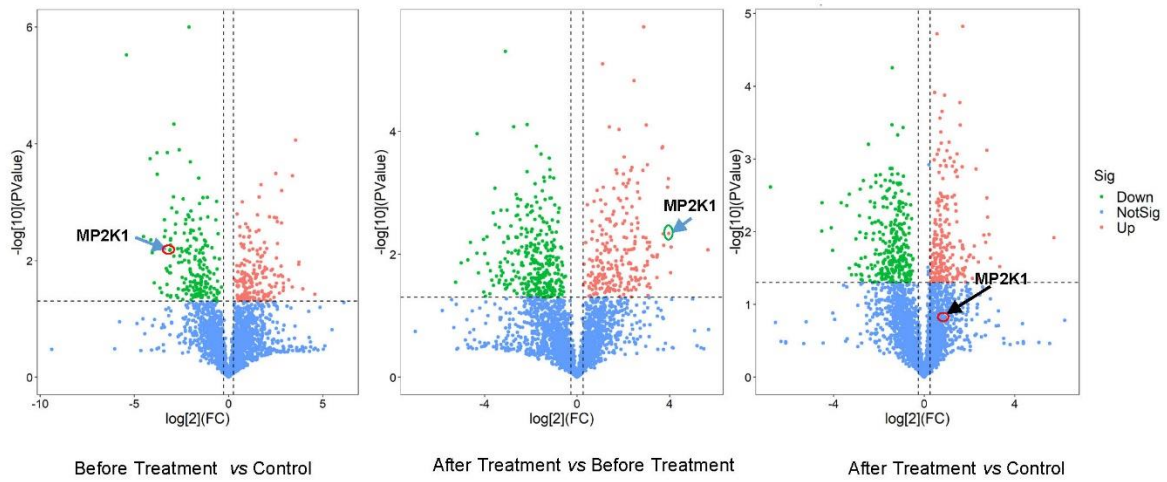 6
4
2
0
-log[10](PValue)
MP2K1
-10
-5
0
5
log[2](FC)
Before Treatment vs Control
4
2
0
-log[10](PValue)
MP2K1
-4
0
4
log[2](FC)
After Treatment vs Before Treatment
5
4
3
2
1
0
-log[10](PValue)
MP2K1
-4
0
4
log[2](FC)
After Treatment vs Control
Sig
Down
NotSig
Up